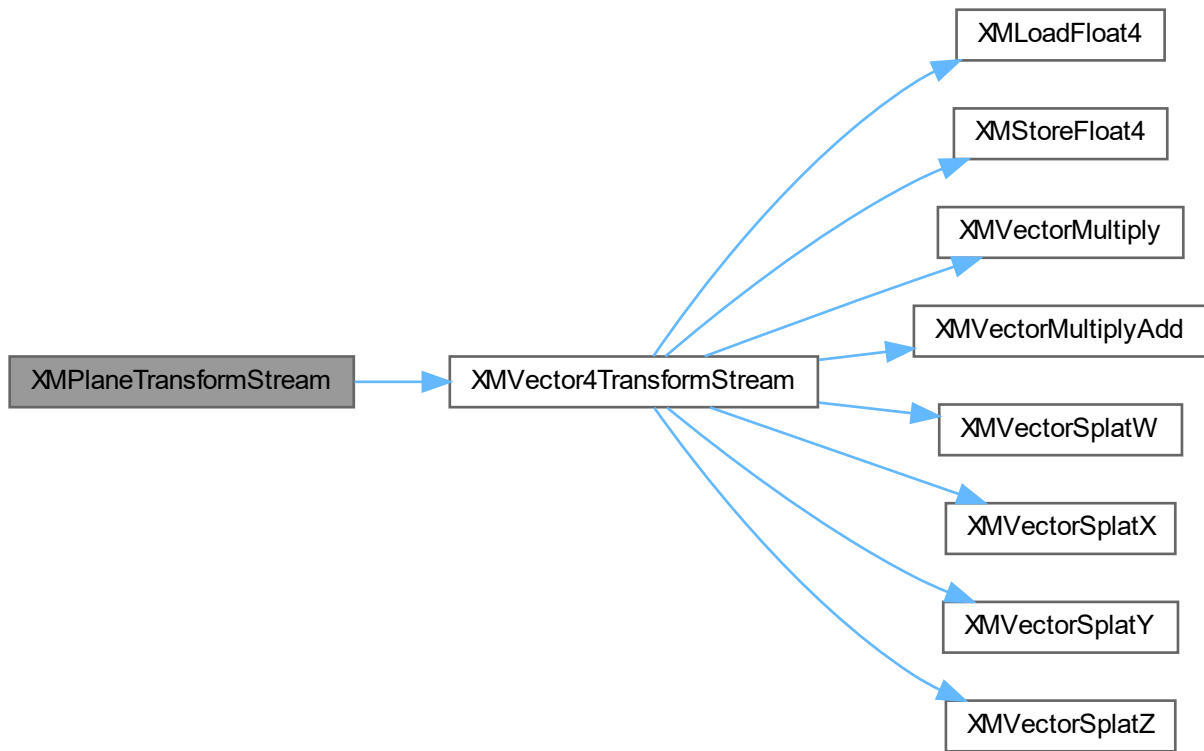 XMPlaneTransformStream
XMVector4TransformStream
XMLoadFloat4
XMStoreFloat4
XMVectorMultiply
XMVectorMultiplyAdd
XMVectorSplatW
XMVectorSplatX
XMVectorSplatY
XMVectorSplatZ